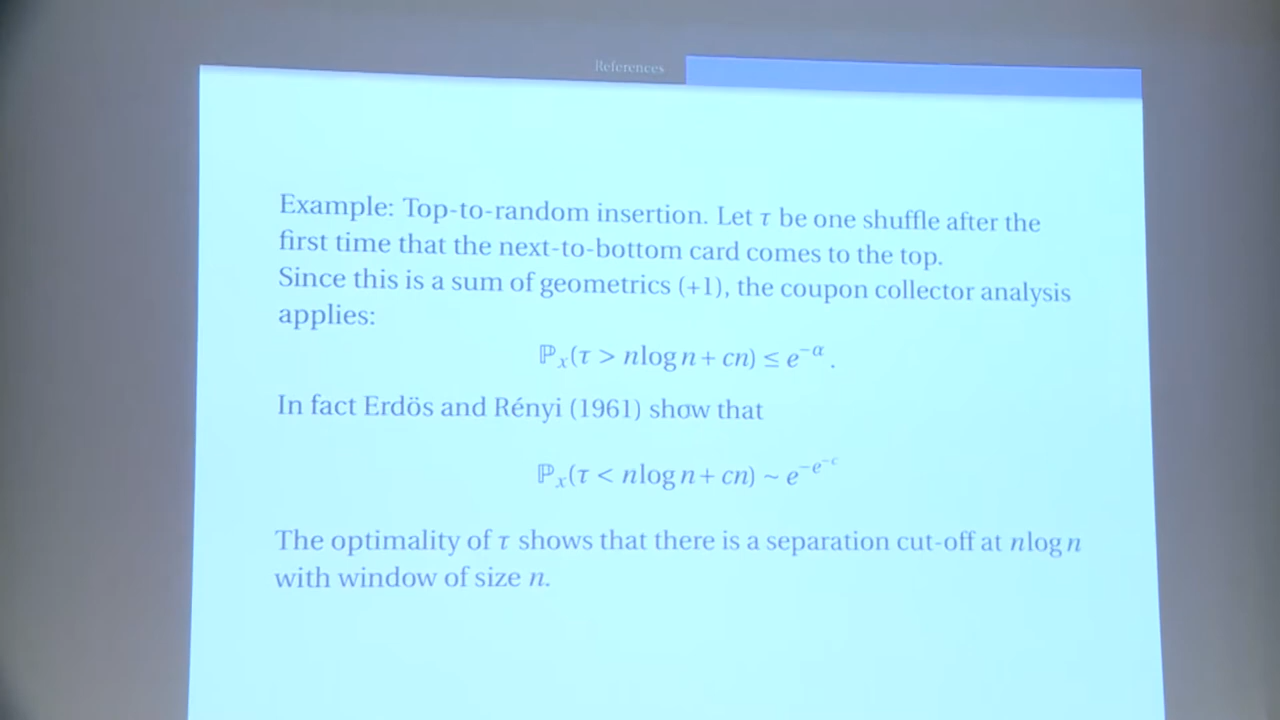 References
Example: Top-to-random insertion. Let τ be one shuffle after the
first time that the next-to-bottom card comes to the top.
Since this is a sum of geometrics (+1), the coupon collector analysis
applies:
ℙₓ(τ > n log n + cn) ≤ e^{−α} .
In fact Erdös and Rényi (1961) show that
ℙₓ(τ < n log n + cn) ~ e^{−e^{−c}}
The optimality of τ shows that there is a separation cut-off at n log n
with window of size n.